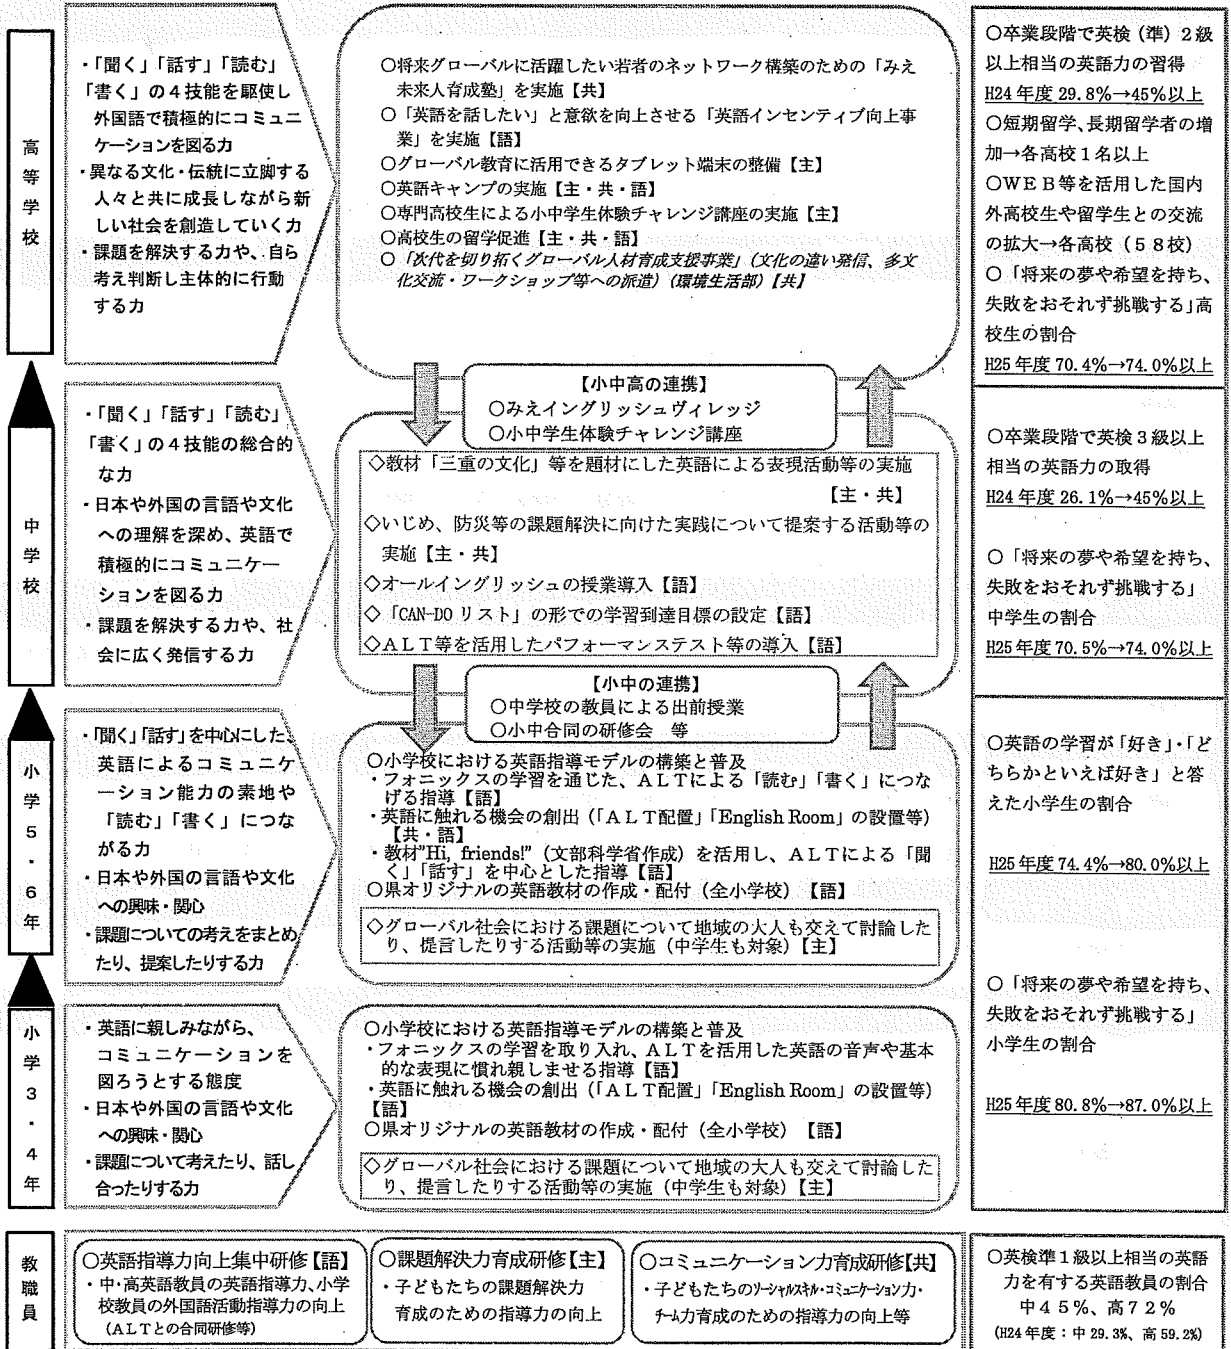 高等学校
・「聞く」「話す」「読む」
「書く」の4技能を駆使し
外国語で積極的にコミュニ
ケーションを図る力
・異なる文化・伝統に立脚する
人々と共に成長しながら新
しい社会を創造していく力
・課題を解決する力や、自ら
考え判断し主体的に行動
する力
○将来グローバルに活躍したい若者のネットワーク構築のための「みえ
未来人育成塾」を実施【共】
○「英語を話したい」と意欲を向上させる「英語インセンティブ向上事
業」を実施【語】
○グローバル教育に活用できるタブレット端末の整備【主】
○英語キャンプの実施【主・共・語】
○専門高校生による小中学生体験チャレンジ講座の実施【主】
○高校生の留学促進【主・共・語】
○「次代を切り拓くグローバル人材育成支援事業」(文化の違い発信、多文
化交流・ワークショップ等への派遣)(環境生活部)【共】
○卒業段階で英検(準)2級
以上相当の英語力の習得
H24年度 29.8%→45%以上
○短期留学、長期留学者の増
加→各高校1名以上
○WEB等を活用した国内
外高校生や留学生との交流
の拡大→各高校(58校)
○「将来の夢や希望を持ち、
失敗をおそれず挑戦する」高
校生の割合
H25年度 70.4%→74.0%以上
【小中高の連携】
○みえイングリッシュヴィレッジ
○小中学生体験チャレンジ講座
中学校
・「聞く」「話す」「読む」
「書く」の4技能の総合的
な力
・日本や外国の言語や文化
への理解を深め、英語で
積極的にコミュニケー
ションを図る力
・課題を解決する力や、社
会に広く発信する力
◇教材「三重の文化」等を題材にした英語による表現活動等の実施
【主・共】
◇いじめ、防災等の課題解決に向けた実践について提案する活動等の
実施【主・共】
◇オールイングリッシュの授業導入【語】
◇「CAN-DOリスト」の形での学習到達目標の設定【語】
◇ALT等を活用したパフォーマンステスト等の導入【語】
○卒業段階で英検3級以上
相当の英語力の取得
H24年度 26.1%→45%以上
○「将来の夢や希望を持ち、
失敗をおそれず挑戦する」
中学生の割合
H25年度 70.5%→74.0%以上
【小中の連携】
○中学校の教員による出前授業
○小中合同の研修会 等
小学5・6年
・「聞く」「話す」を中心にした、
英語によるコミュニケ
ーション能力の素地や
「読む」「書く」につな
がる力
・日本や外国の言語や文化
への興味・関心
・課題についての考えをまとめ
たり、提案したりする力
○小学校における英語指導モデルの構築と普及
・フォニックスの学習を通じた、ALTによる「読む」「書く」につな
げる指導【語】
・英語に触れる機会の創出(「ALT配置」「English Room」の設置等)
【共・語】
・教材"Hi, friends!"(文部科学省作成)を活用し、ALTによる「聞
く」「話す」を中心とした指導【語】
○県オリジナルの英語教材の作成・配付(全小学校)【語】
◇グローバル社会における課題について地域の大人も交えて討論した
り、提言したりする活動等の実施(中学生も対象)【主】
○英語の学習が「好き」・「ど
ちらかといえば好き」と答
えた小学生の割合
H25年度 74.4%→80.0%以上
小学3・4年
・英語に親しみながら、
コミュニケーションを
図ろうとする態度
・日本や外国の言語や文化
への興味・関心
・課題について考えたり、話し
合ったりする力
○小学校における英語指導モデルの構築と普及
・フォニックスの学習を取り入れ、ALTを活用した英語の音声や基本
的な表現に慣れ親しませる指導【語】
・英語に触れる機会の創出(「ALT配置」「English Room」の設置等)
【語】
○県オリジナルの英語教材の作成・配付(全小学校)【語】
◇グローバル社会における課題について地域の大人も交えて討論した
り、提言したりする活動等の実施(中学生も対象)【主】
○「将来の夢や希望を持ち、
失敗をおそれず挑戦する」
小学生の割合
H25年度 80.8%→87.0%以上
教職員
○英語指導力向上集中研修【語】
・中・高英語教員の英語指導力、小学
校教員の外国語活動指導力の向上
(ALTとの合同研修等)
○課題解決力育成研修【主】
・子どもたちの課題解決力
育成のための指導力の向上
○コミュニケーション力育成研修【共】
・子どもたちのソーシャルスキル・コミュニケーション力・
チーム力育成のための指導力の向上等
○英検準1級以上相当の英語
力を有する英語教員の割合
中45%、高72%
(H24年度:中29.3%、高59.2%)